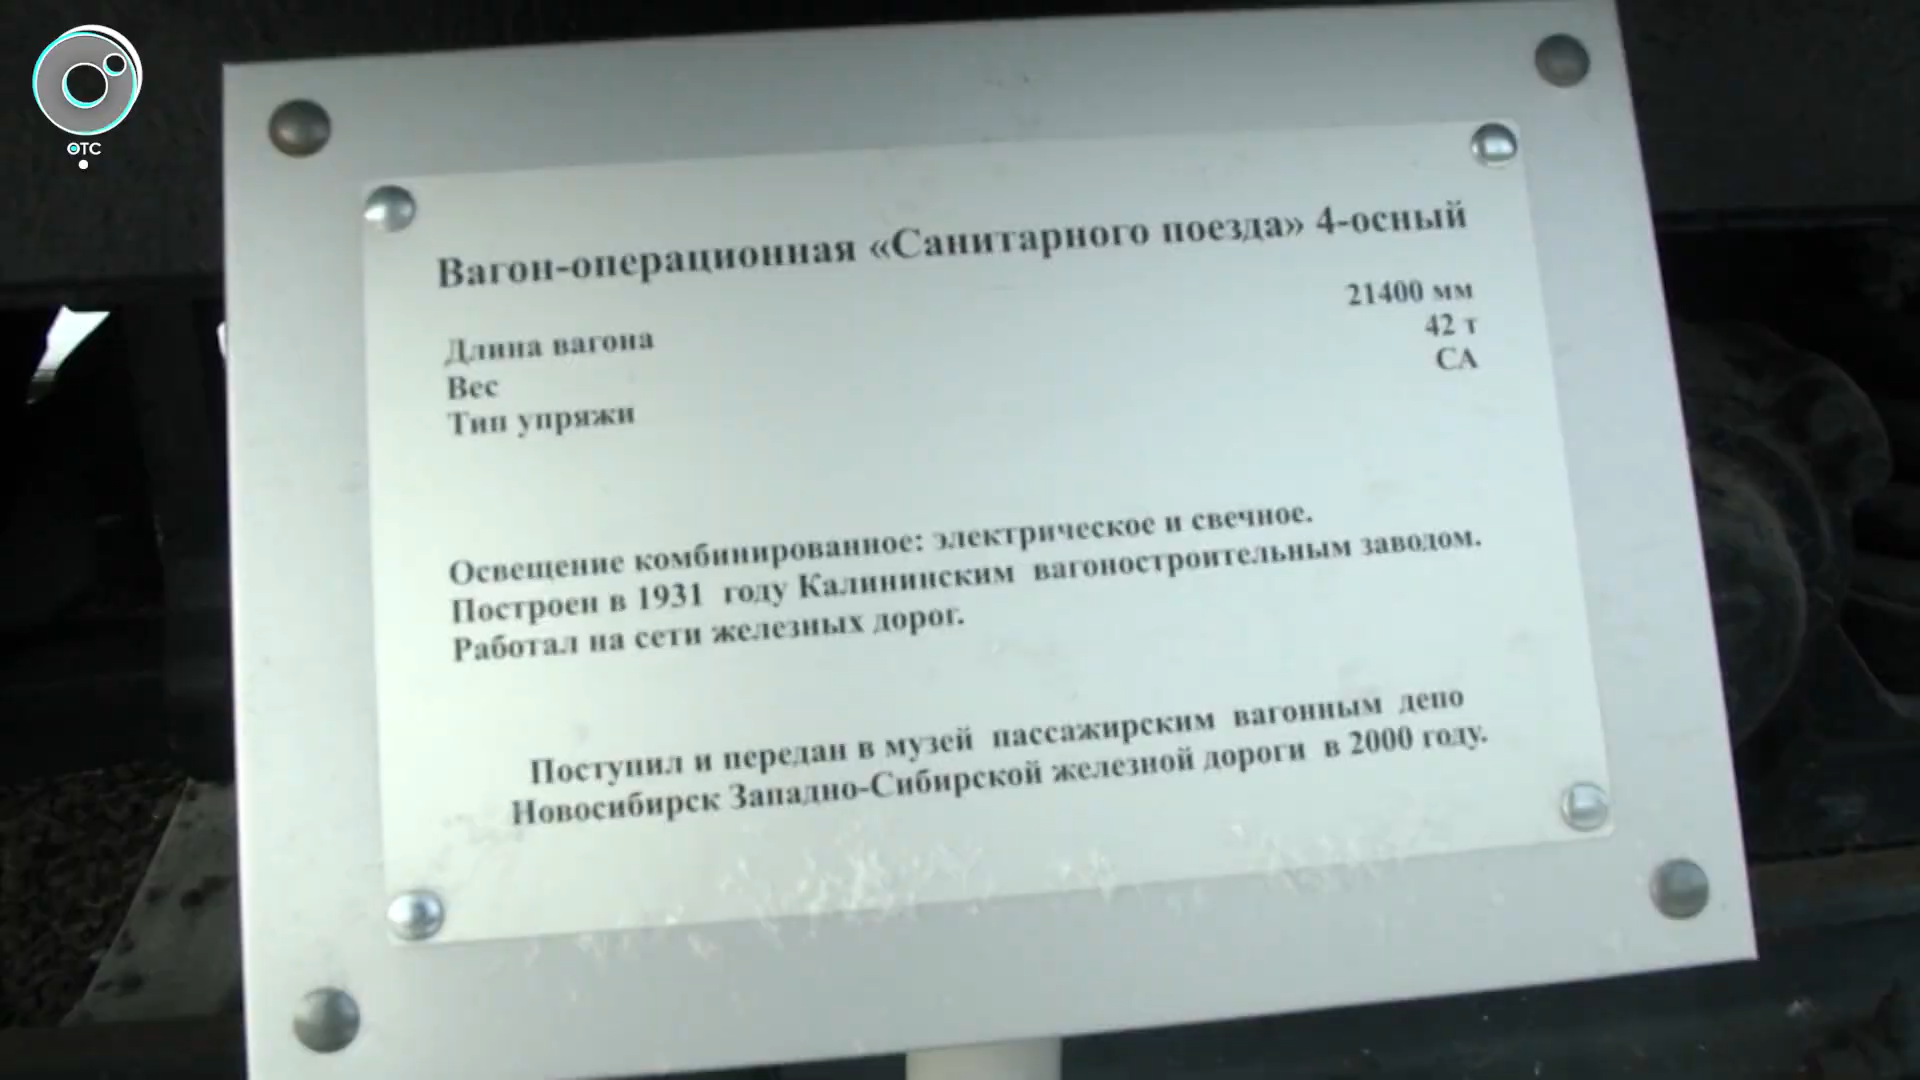 ОТС
Вагон-операционная «Санитарного поезда» 4-осный
Длина вагона 21400 мм
Вес 42 т
Тип упряжи СА
Освещение комбинированное: электрическое и свечное.
Построен в 1931 году Калининским вагоностроительным заводом.
Работал на сети железных дорог.
Поступил и передан в музей пассажирским вагонным депо
Новосибирск Западно-Сибирской железной дороги в 2000 году.